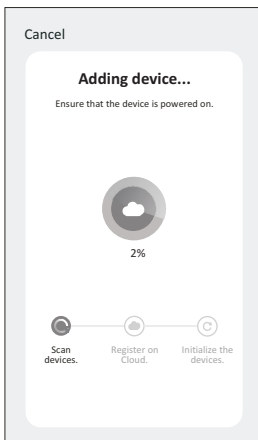 Cancel
Adding device...
Ensure that the device is powered on.
2%
Scan
devices.
Register on
Cloud.
Initialize the
devices.